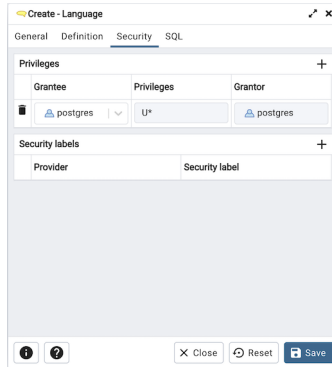 Create - Language
General Definition Security SQL
Privileges
Grantee Privileges Grantor
postgres U* postgres
Security labels
Provider Security label
Close Reset Save